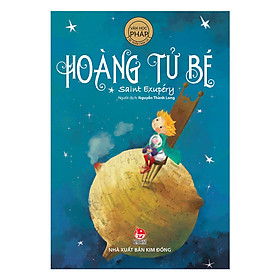 VĂN HỌC
PHÁP
HOÀNG TỬ BÉ
Saint Exupéry
Người dịch: Nguyễn Thành Long
NHÀ XUẤT BẢN KIM ĐỒNG